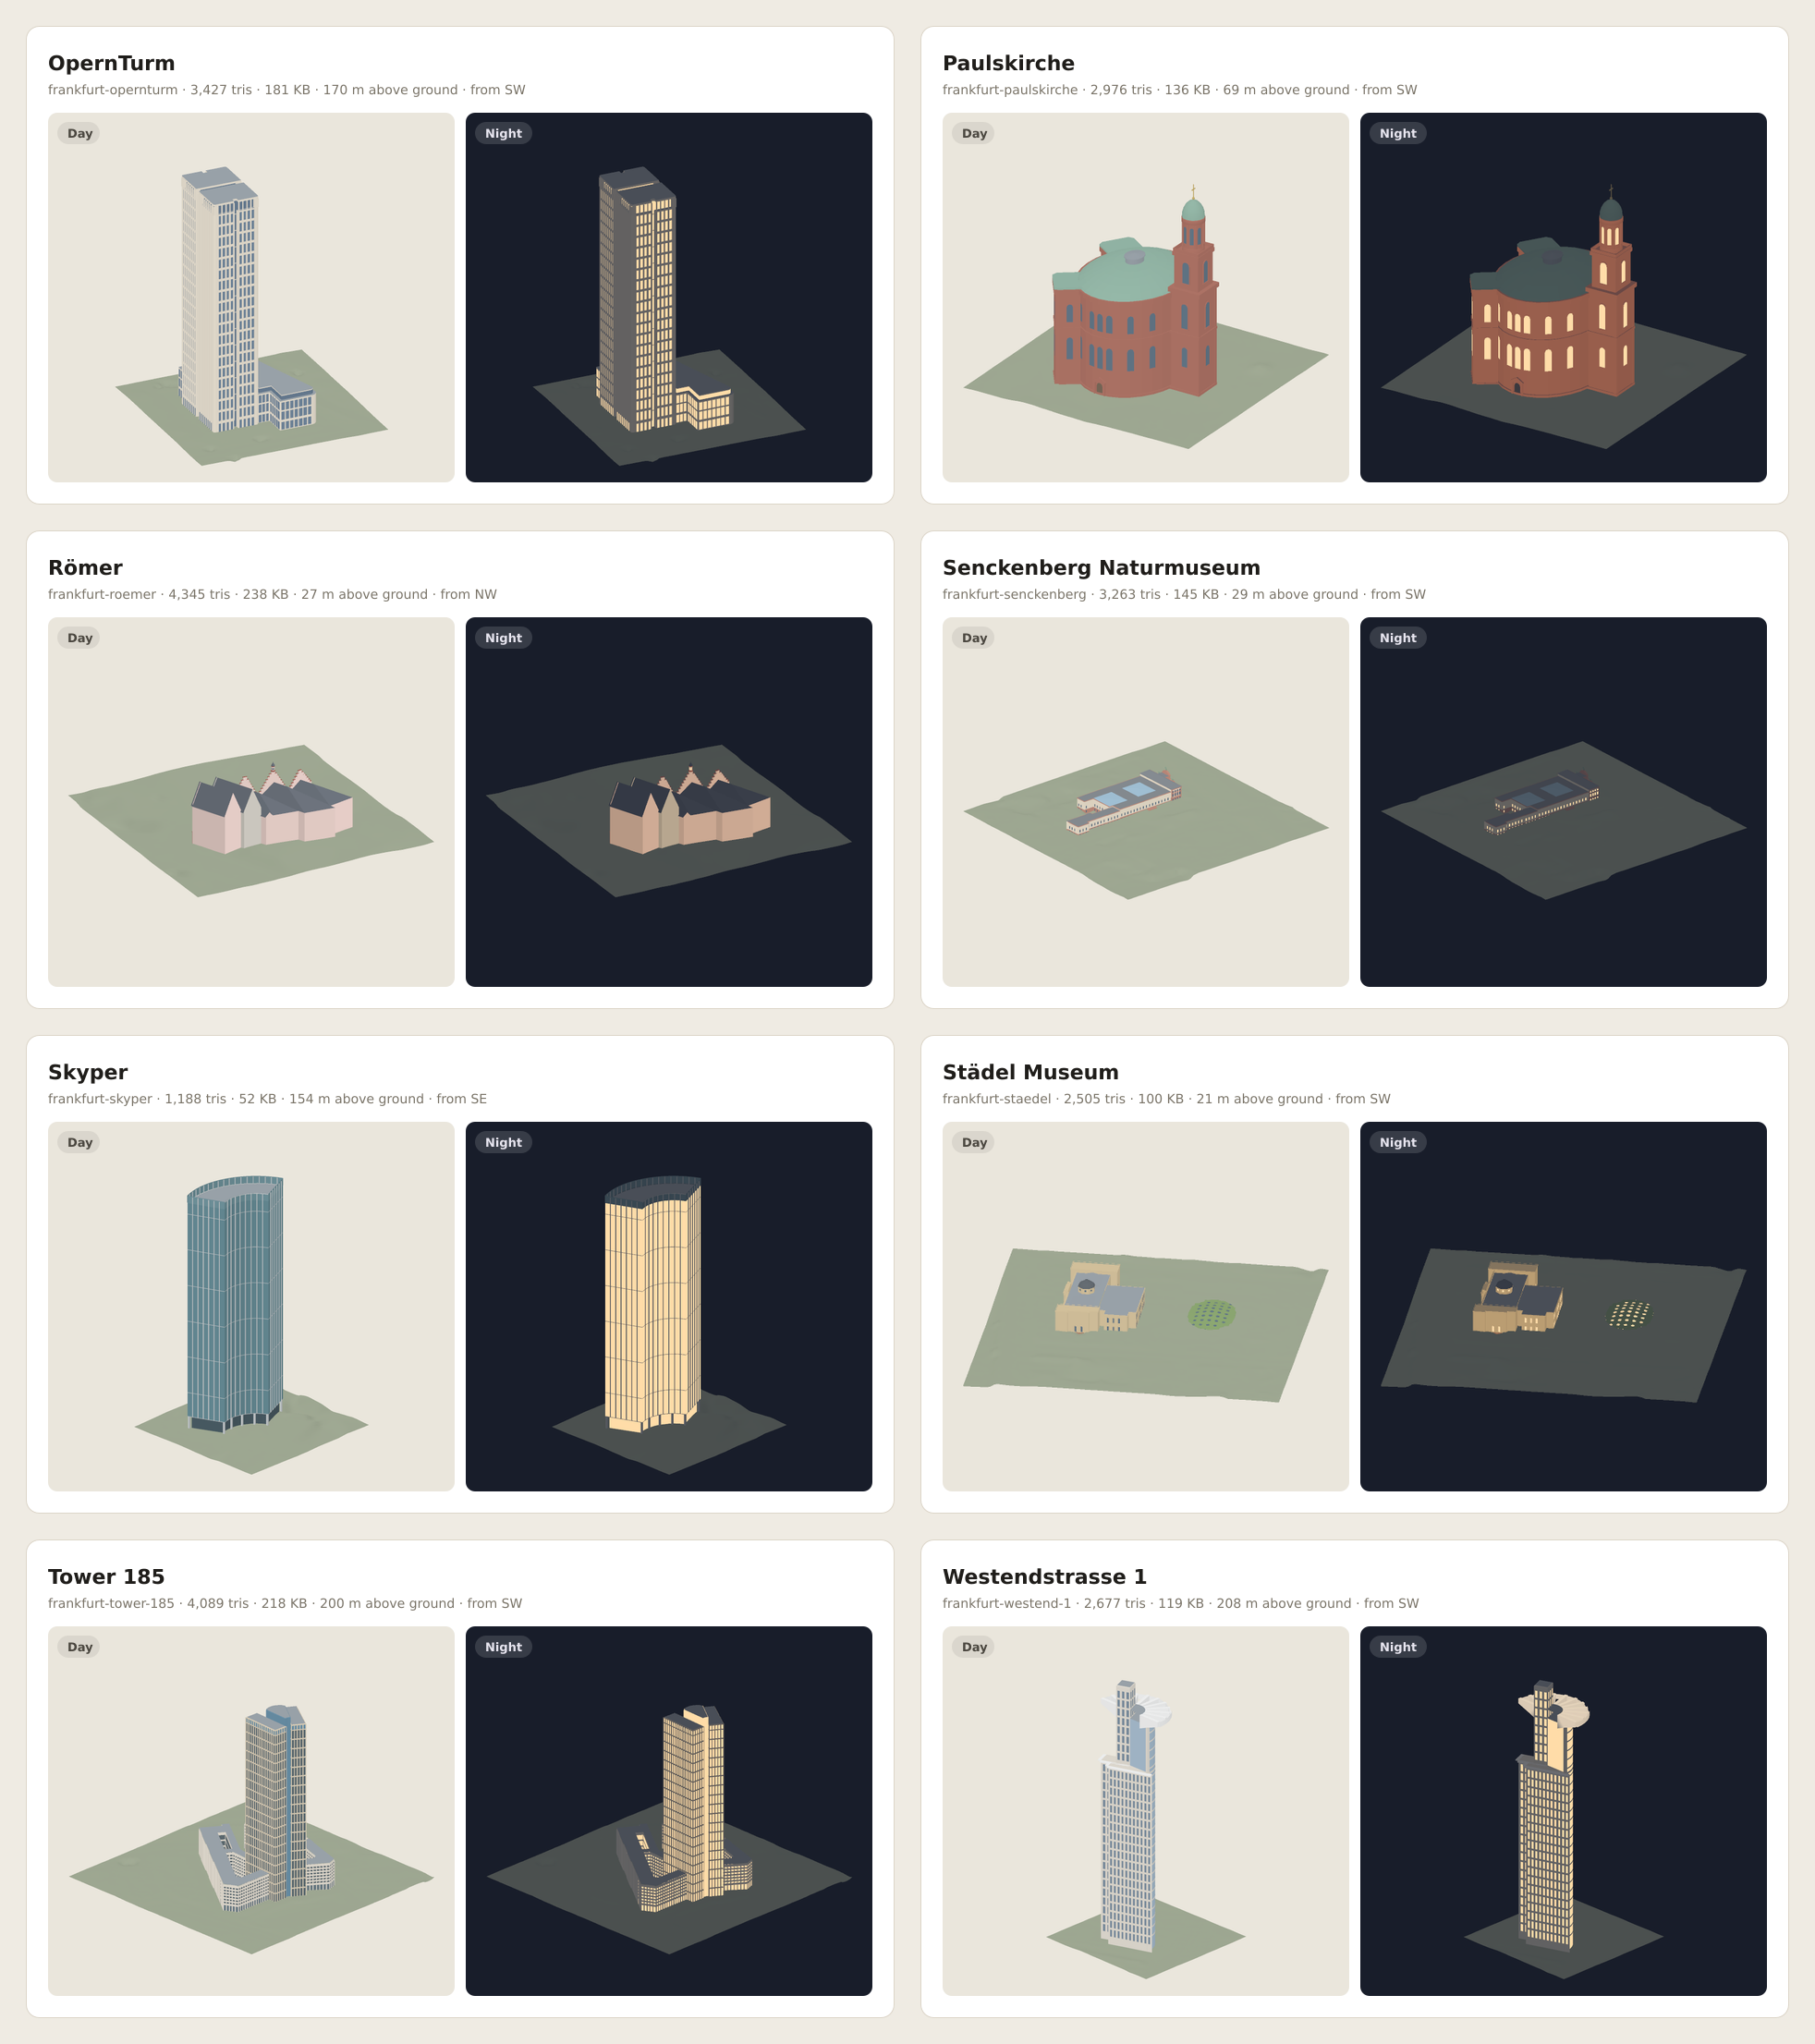 OpernTurm
frankfurt-opernturm · 3,427 tris · 181 KB · 170 m above ground · from SW
Day
Night
Paulskirche
frankfurt-paulskirche · 2,976 tris · 136 KB · 69 m above ground · from SW
Day
Night
Römer
frankfurt-roemer · 4,345 tris · 238 KB · 27 m above ground · from NW
Day
Night
Senckenberg Naturmuseum
frankfurt-senckenberg · 3,263 tris · 145 KB · 29 m above ground · from SW
Day
Night
Skyper
frankfurt-skyper · 1,188 tris · 52 KB · 154 m above ground · from SE
Day
Night
Städel Museum
frankfurt-staedel · 2,505 tris · 100 KB · 21 m above ground · from SW
Day
Night
Tower 185
frankfurt-tower-185 · 4,089 tris · 218 KB · 200 m above ground · from SW
Day
Night
Westendstrasse 1
frankfurt-westend-1 · 2,677 tris · 119 KB · 208 m above ground · from SW
Day
Night